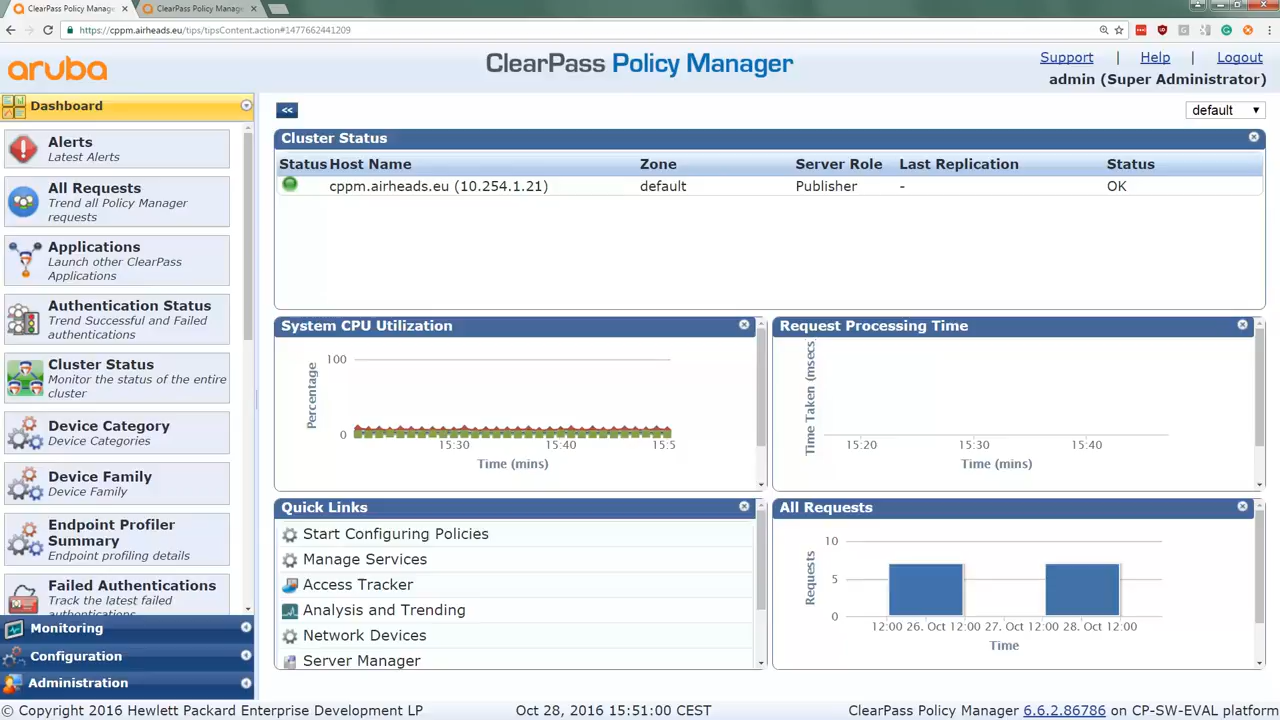 ClearPass Policy Manage
ClearPass Policy Manage
https://cppm.airheads.eu/tips/tipsContent.action#1477662441209
aruba
ClearPass Policy Manager
Support | Help | Logout
admin (Super Administrator)
Dashboard
Alerts
Latest Alerts
All Requests
Trend all Policy Manager
requests
Applications
Launch other ClearPass
Applications
Authentication Status
Trend Successful and Failed
authentications
Cluster Status
Monitor the status of the entire
cluster
Device Category
Device Categories
Device Family
Device Family
Endpoint Profiler
Summary
Endpoint profiling details
Failed Authentications
Track the latest failed
authentications
Monitoring
Configuration
Administration
<<
default
Cluster Status
Status Host Name Zone Server Role Last Replication Status
cppm.airheads.eu (10.254.1.21) default Publisher - OK
System CPU Utilization
Percentage
100
0
15:30 15:40 15:5
Time (mins)
Request Processing Time
Time Taken (msecs
15:20 15:30 15:40
Time (mins)
Quick Links
Start Configuring Policies
Manage Services
Access Tracker
Analysis and Trending
Network Devices
Server Manager
All Requests
Requests
10
5
0
12:00 26. Oct 12:00 27. Oct 12:00 28. Oct 12:00
Time
© Copyright 2016 Hewlett Packard Enterprise Development LP
Oct 28, 2016 15:51:00 CEST
ClearPass Policy Manager 6.6.2.86786 on CP-SW-EVAL platform